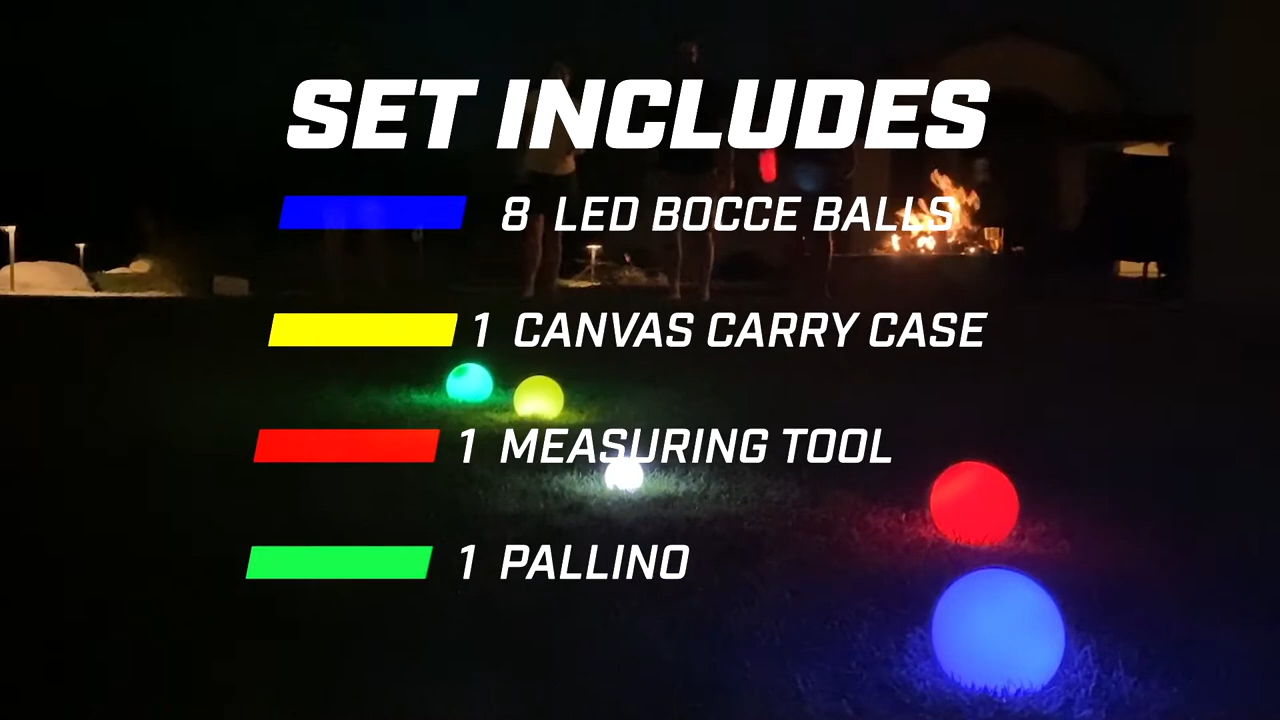 SET INCLUDES
8 LED BOCCE BALLS
1 CANVAS CARRY CASE
1 MEASURING TOOL
1 PALLINO